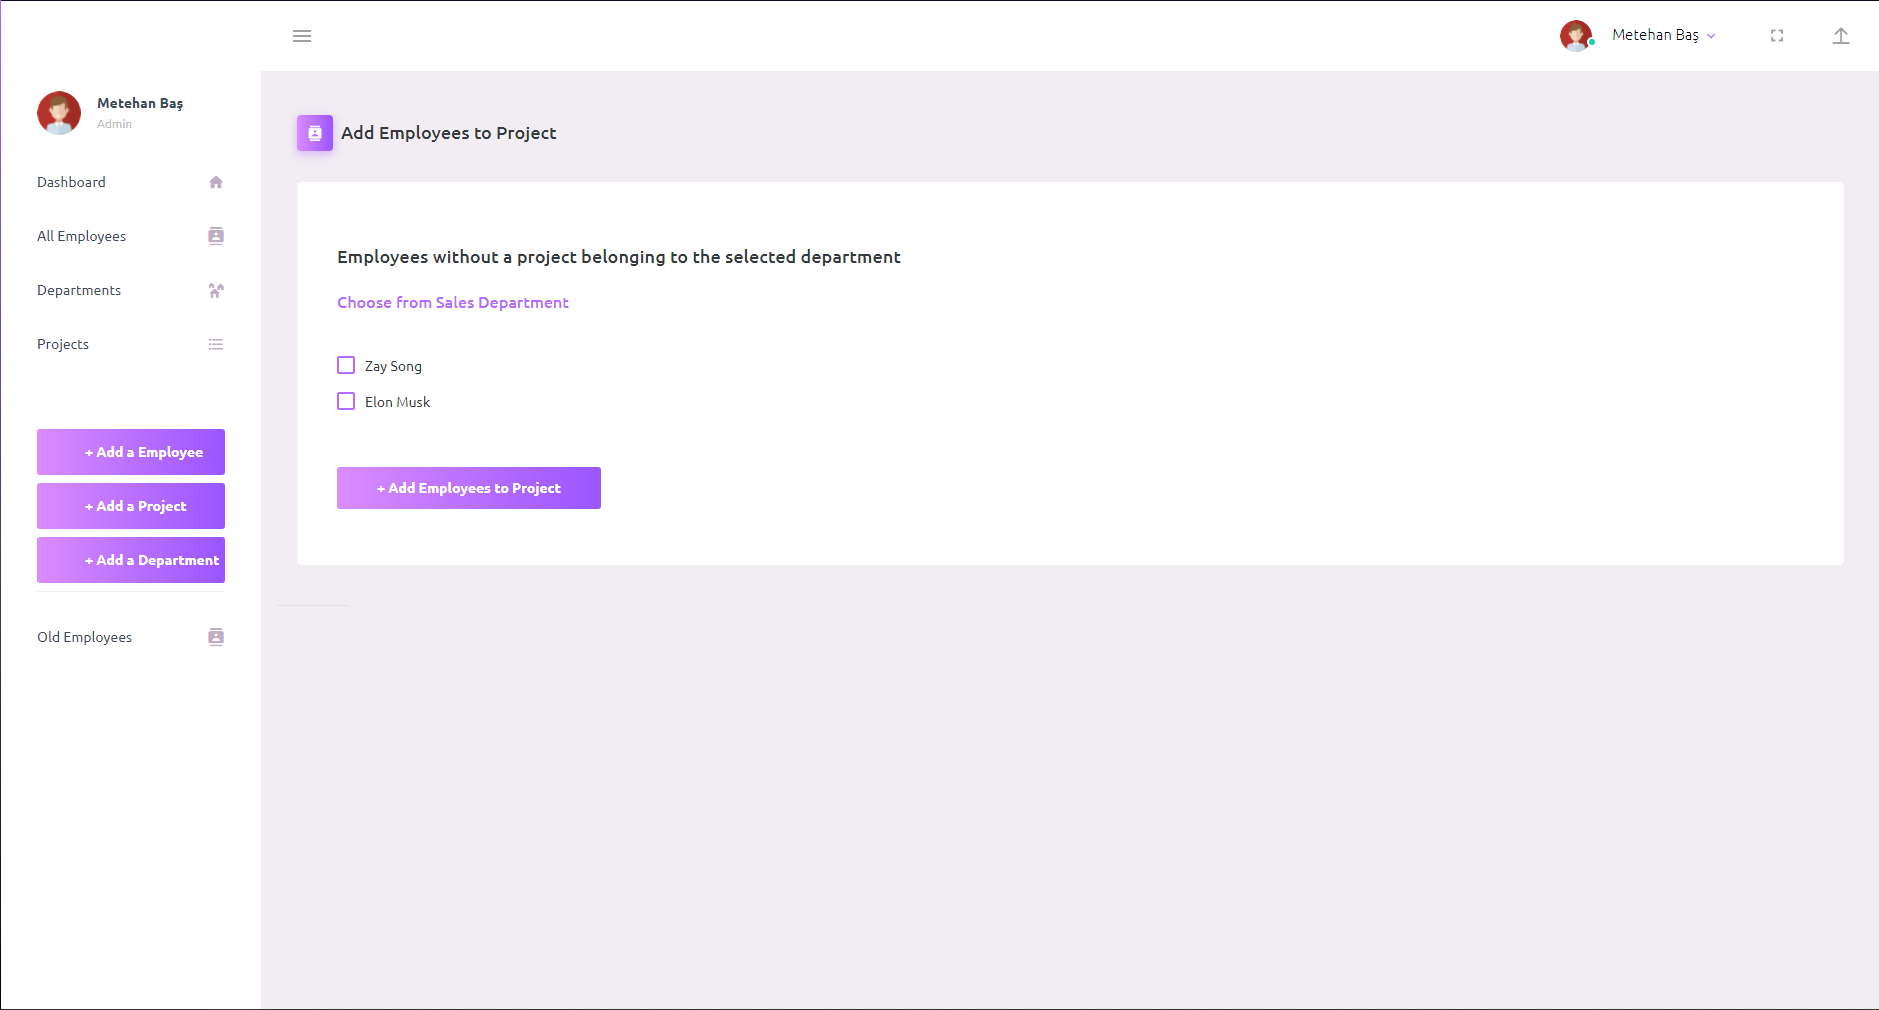 Metehan Baş
Metehan Baş
Admin
Dashboard
All Employees
Departments
Projects
+ Add a Employee
+ Add a Project
+ Add a Department
Old Employees
Add Employees to Project
Employees without a project belonging to the selected department
Choose from Sales Department
Zay Song
Elon Musk
+ Add Employees to Project